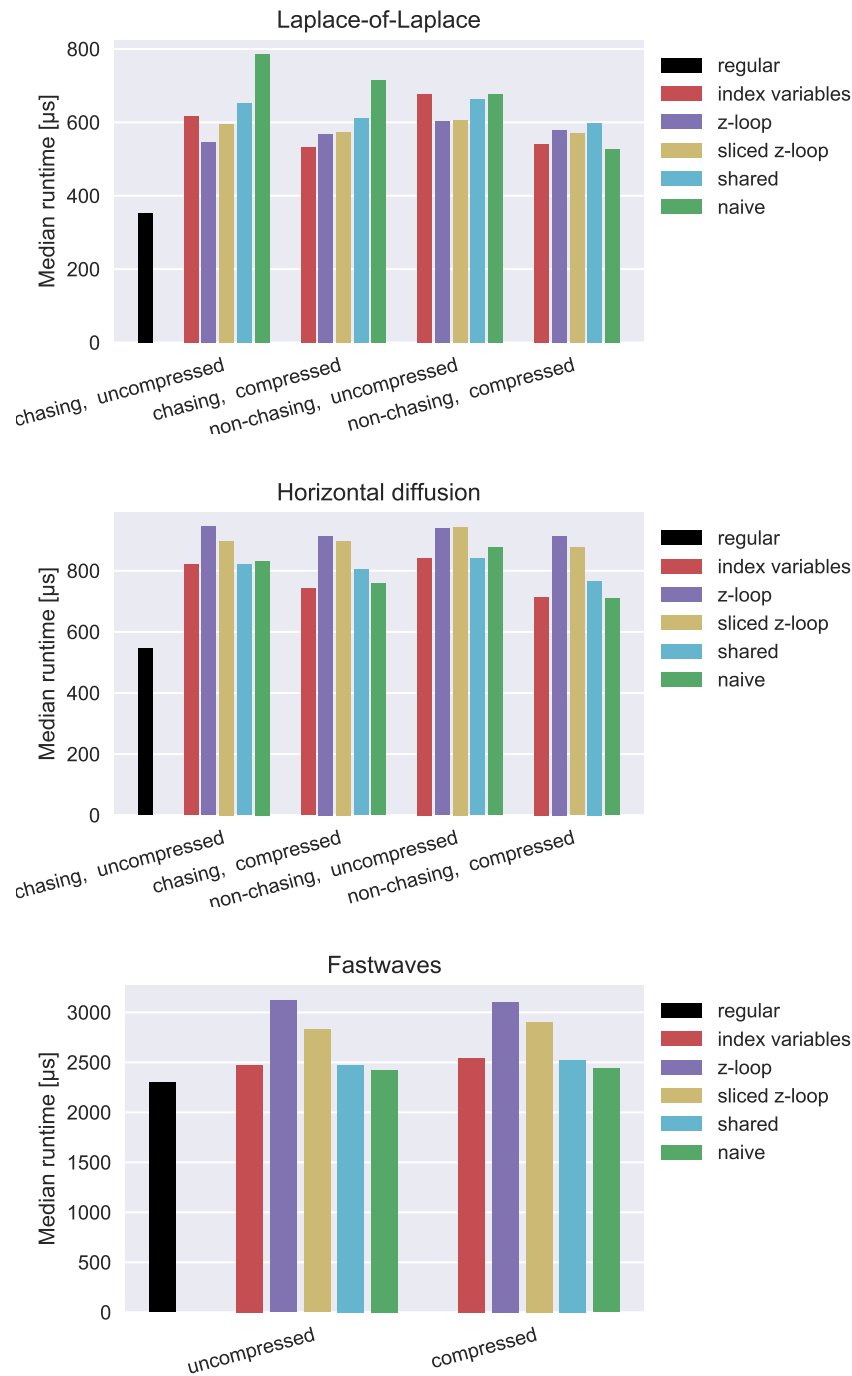 Laplace-of-Laplace
Median runtime [µs]
800
600
400
200
0
chasing, uncompressed
chasing, compressed
non-chasing, uncompressed
non-chasing, compressed
regular
index variables
z-loop
sliced z-loop
shared
naive
Horizontal diffusion
Median runtime [µs]
800
600
400
200
0
chasing, uncompressed
chasing, compressed
non-chasing, uncompressed
non-chasing, compressed
regular
index variables
z-loop
sliced z-loop
shared
naive
Fastwaves
Median runtime [µs]
3000
2500
2000
1500
1000
500
0
uncompressed
compressed
regular
index variables
z-loop
sliced z-loop
shared
naive